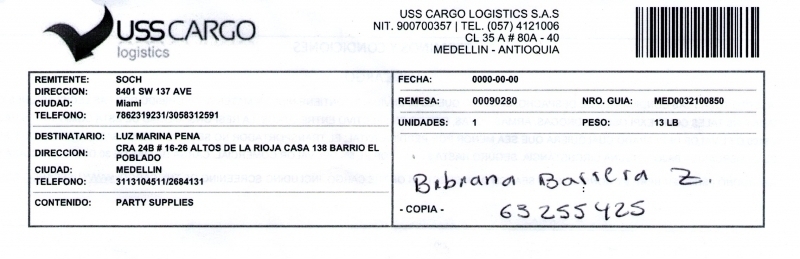 USSCARGO
logistics
USS CARGO LOGISTICS S.A.S
NIT. 900700357 | TEL. (057) 4121006
CL 35 A # 80A - 40
MEDELLIN - ANTIOQUIA
REMITENTE: SOCH
DIRECCION: 8401 SW 137 AVE
CIUDAD: Miami
TELEFONO: 7862319231/3058312591
DESTINATARIO: LUZ MARINA PENA
DIRECCION: CRA 24B # 16-26 ALTOS DE LA RIOJA CASA 138 BARRIO EL
POBLADO
CIUDAD: MEDELLIN
TELEFONO: 3113104511/2684131
CONTENIDO: PARTY SUPPLIES
FECHA: 0000-00-00
REMESA: 00090280 NRO. GUIA: MED0032100850
UNIDADES: 1 PESO: 13 LB
Bibiana Barrera Z.
- COPIA - 63255425